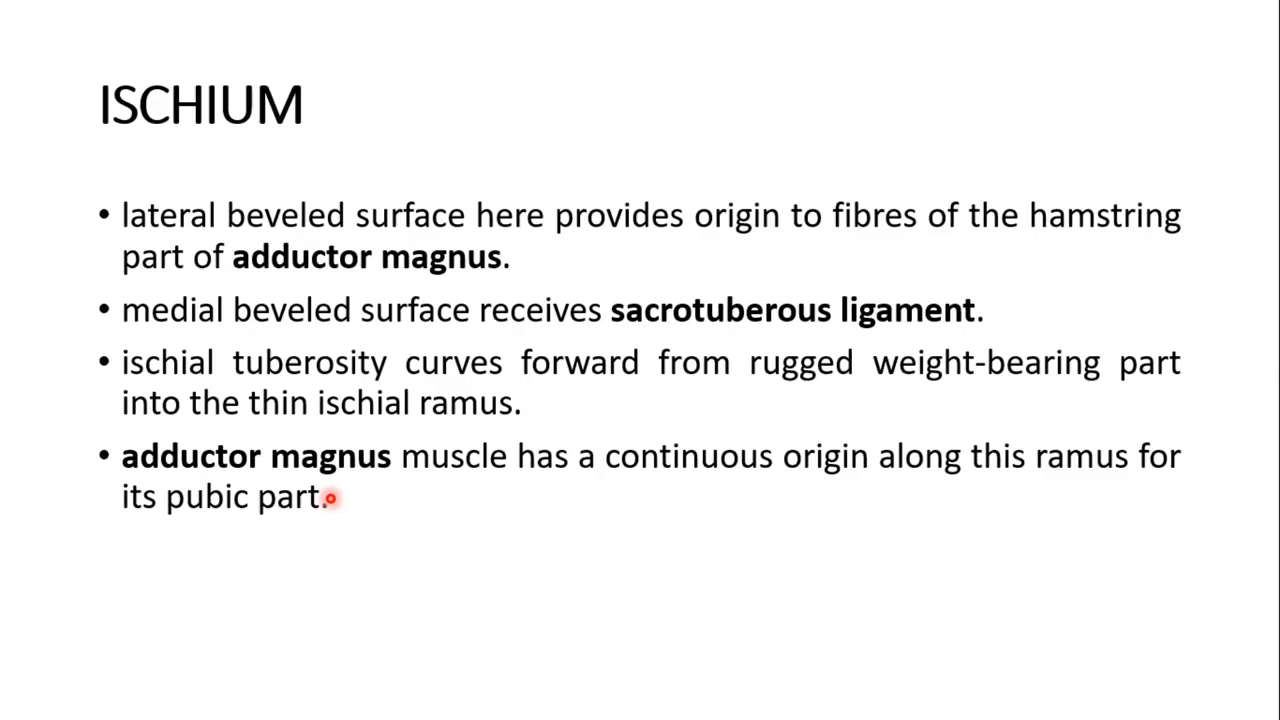 ISCHIUM
• lateral beveled surface here provides origin to fibres of the hamstring
part of adductor magnus.
• medial beveled surface receives sacrotuberous ligament.
• ischial tuberosity curves forward from rugged weight-bearing part
into the thin ischial ramus.
• adductor magnus muscle has a continuous origin along this ramus for
its pubic part.